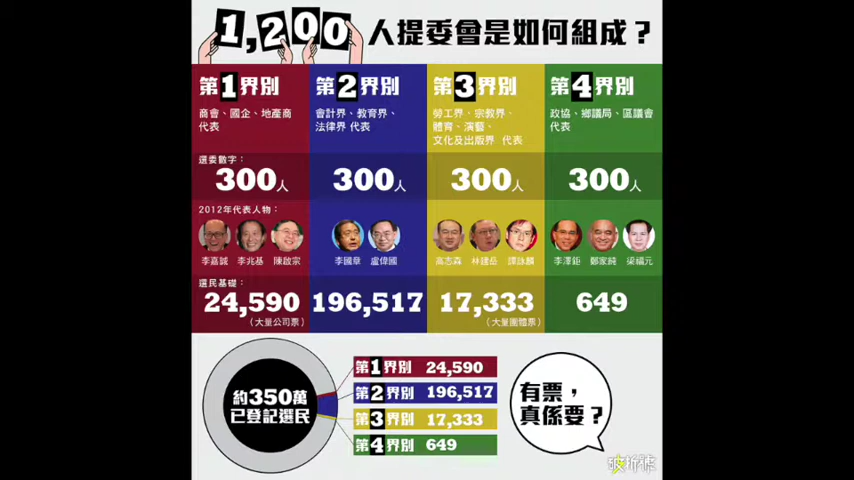 1,200人提委會是如何組成？
第1界別
商會、國企、地產商
代表
第2界別
會計界、教育界、
法律界 代表
第3界別
勞工界、宗教界、
體育、演藝、
文化及出版界 代表
第4界別
政協、鄉議局、區議會
代表
選委數字：
300人
300人
300人
300人
2012年代表人物：
李嘉誠
李兆基
陳啟宗
李國章
盧偉國
高志森
林建岳
譚詠麟
李澤鉅
鄭家純
梁福元
選民基礎：
24,590
（大量公司票）
196,517
17,333
（大量團體票）
649
約350萬
已登記選民
第1界別 24,590
第2界別 196,517
第3界別 17,333
第4界別 649
有票，
真係要？
破折號